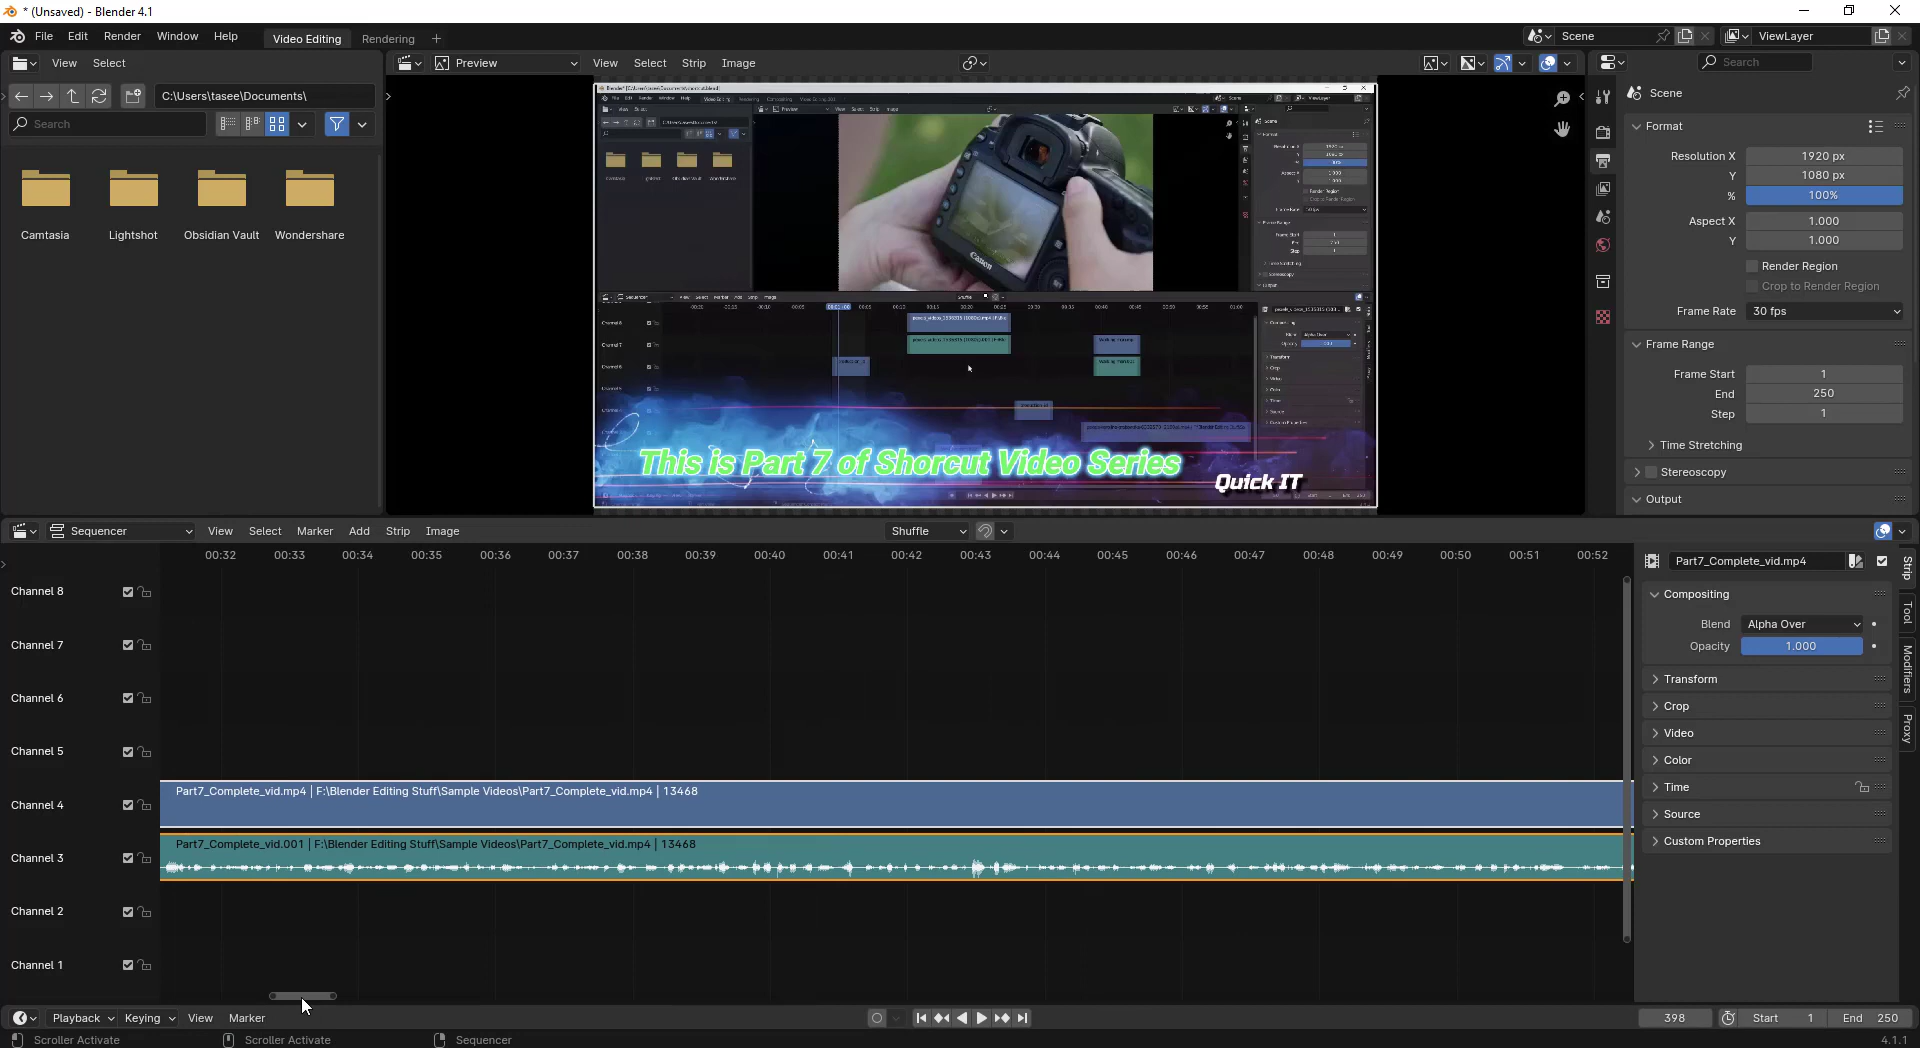 * (Unsaved) - Blender 4.1
File Edit Render Window Help Video Editing Rendering + Scene ViewLayer
View Select Preview View Select Strip Image Search
C:\Users\tasee\Documents\
Search
Camtasia Lightshot Obsidian Vault Wondershare
Canon
This is Part 7 of Shorcut Video Series
Quick IT
Scene
Format
Resolution X 1920 px
Y 1080 px
% 100%
Aspect X 1.000
Y 1.000
Render Region
Crop to Render Region
Frame Rate 30 fps
Frame Range
Frame Start 1
End 250
Step 1
Time Stretching
Stereoscopy
Output
Sequencer View Select Marker Add Strip Image Shuffle
00:32 00:33 00:34 00:35 00:36 00:37 00:38 00:39 00:40 00:41 00:42 00:43 00:44 00:45 00:46 00:47 00:48 00:49 00:50 00:51 00:52
Channel 8
Channel 7
Channel 6
Channel 5
Channel 4
Part7_Complete_vid.mp4 | F:\Blender Editing Stuff\Sample Videos\Part7_Complete_vid.mp4 | 13468
Channel 3
Part7_Complete_vid.001 | F:\Blender Editing Stuff\Sample Videos\Part7_Complete_vid.mp4 | 13468
Channel 2
Channel 1
Part7_Complete_vid.mp4
Compositing
Blend Alpha Over
Opacity 1.000
Transform
Crop
Video
Color
Time
Source
Custom Properties
Strip
Tool
Modifiers
Proxy
Playback Keying View Marker 398 Start 1 End 250
Scroller Activate Scroller Activate Sequencer 4.1.1